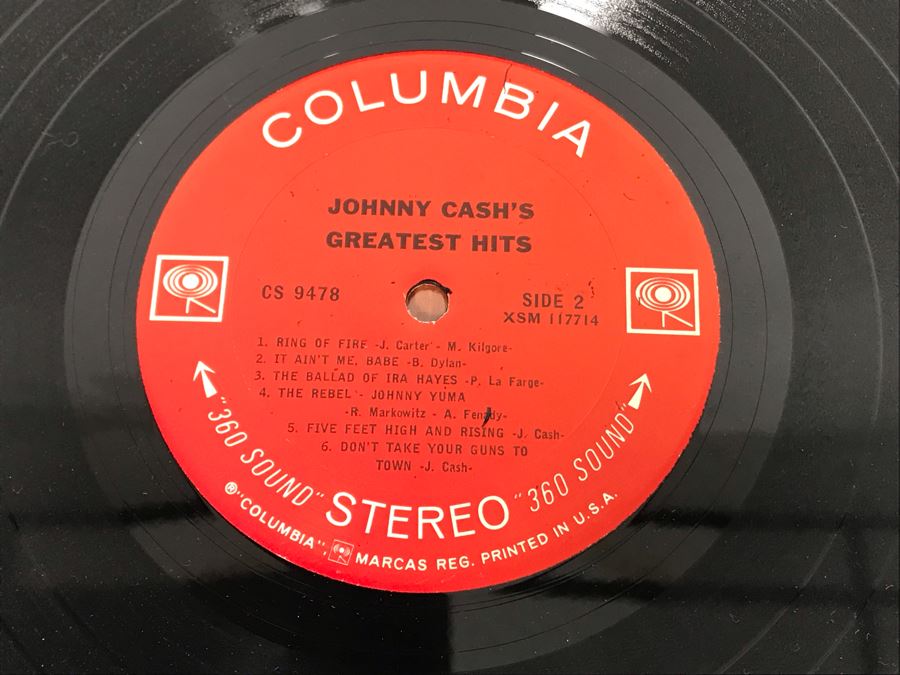 COLUMBIA
JOHNNY CASH'S
GREATEST HITS
CS 9478
SIDE 2
XSM 117714
1. RING OF FIRE -J. Carter - M. Kilgore-
2. IT AIN'T ME, BABE -B. Dylan-
3. THE BALLAD OF IRA HAYES -P. La Farge-
4. THE REBEL - JOHNNY YUMA
-R. Markowitz - A. Fenady-
5. FIVE FEET HIGH AND RISING -J. Cash-
6. DON'T TAKE YOUR GUNS TO
TOWN -J. Cash-
"360 SOUND" STEREO "360 SOUND"
® "COLUMBIA", MARCAS REG. PRINTED IN U.S.A.